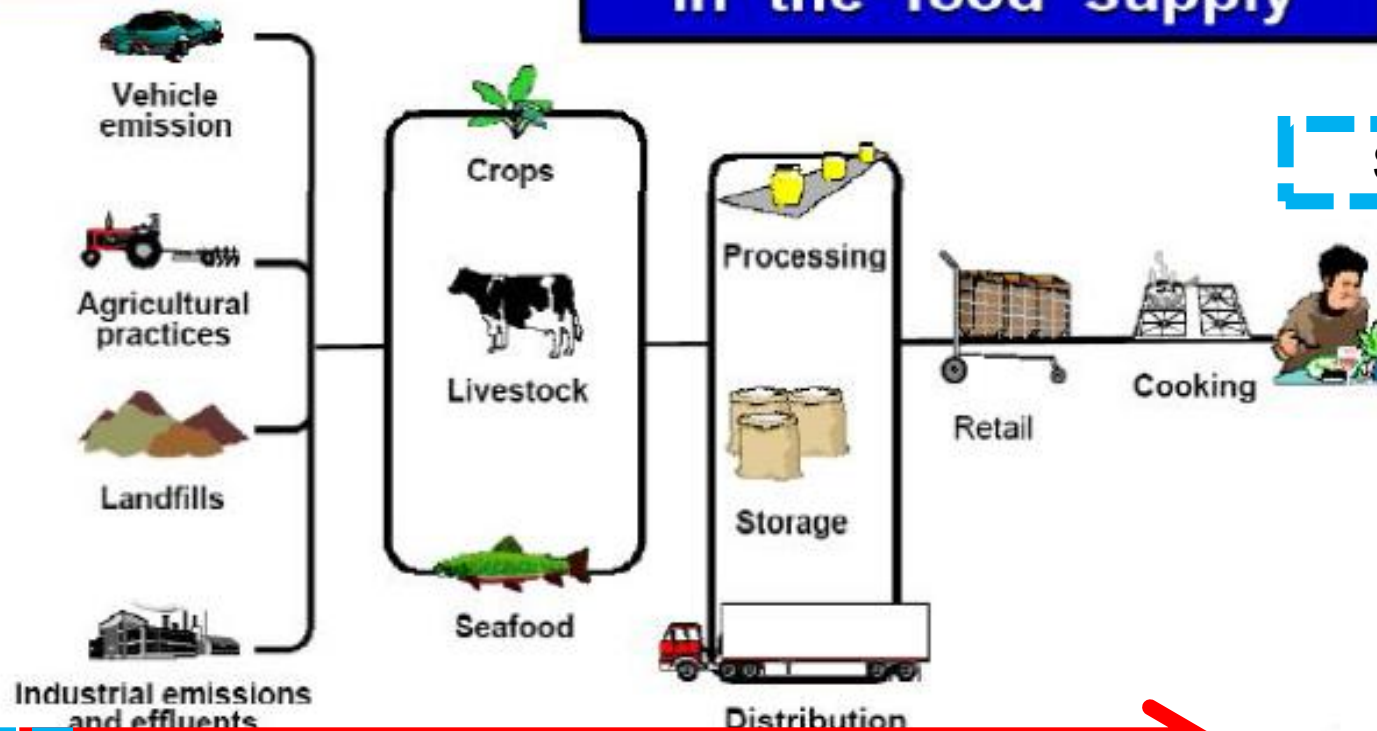 in the food supply
Vehicle
emission
Crops
Processing
Agricultural
practices
Livestock
Cooking
Retail
Landfills
Storage
Seafood
Industrial emissions
and effluents
Distribution